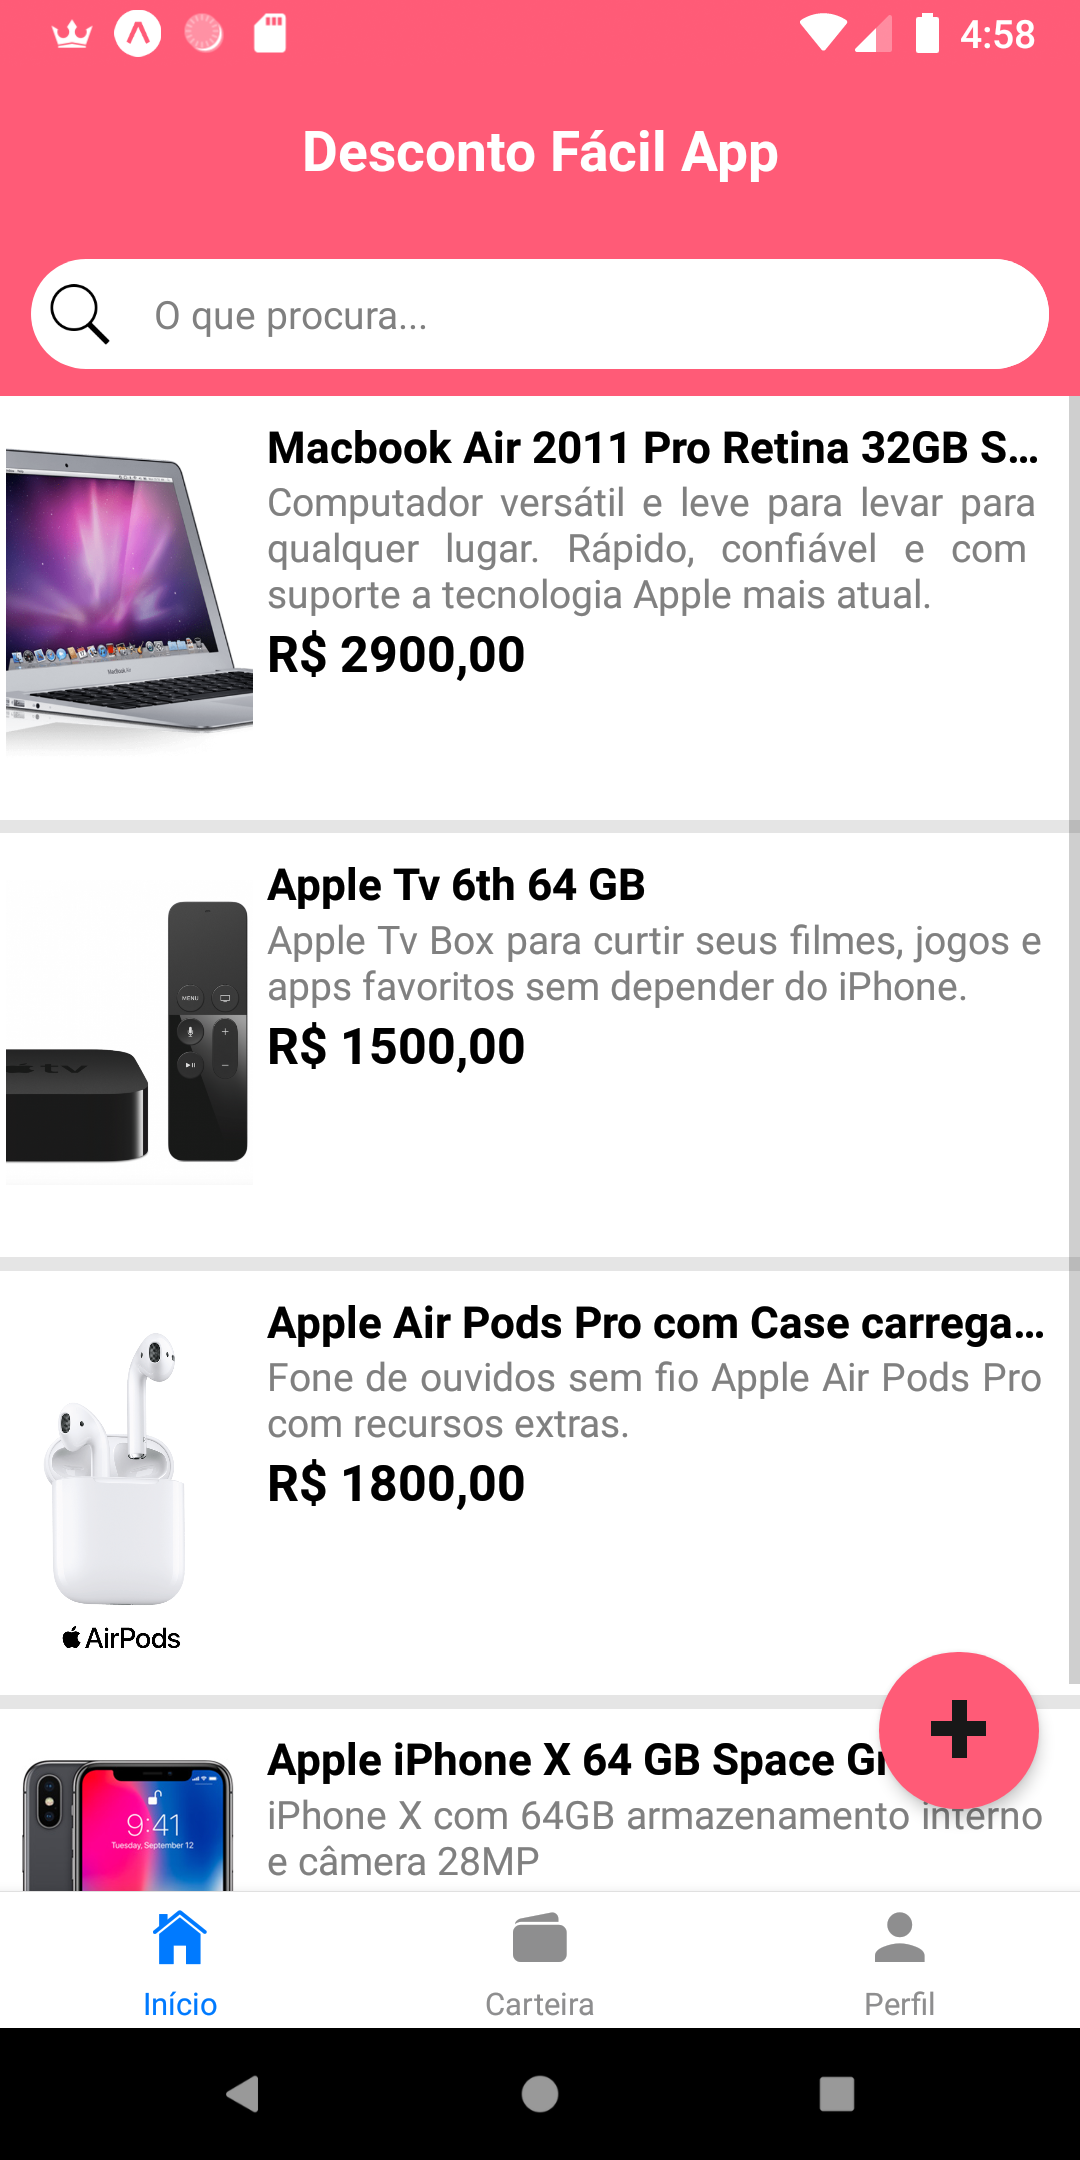 4:58
Desconto Fácil App
O que procura...
Macbook Air 2011 Pro Retina 32GB S...
Computador versátil e leve para levar para
qualquer lugar. Rápido, confiável e com
suporte a tecnologia Apple mais atual.
R$ 2900,00
MacBook Air
Apple Tv 6th 64 GB
Apple Tv Box para curtir seus filmes, jogos e
apps favoritos sem depender do iPhone.
R$ 1500,00
MENU
tv
Apple Air Pods Pro com Case carrega...
Fone de ouvidos sem fio Apple Air Pods Pro
com recursos extras.
R$ 1800,00
AirPods
Apple iPhone X 64 GB Space Gr
iPhone X com 64GB armazenamento interno
e câmera 28MP
9:41
Tuesday, September 12
Início
Carteira
Perfil